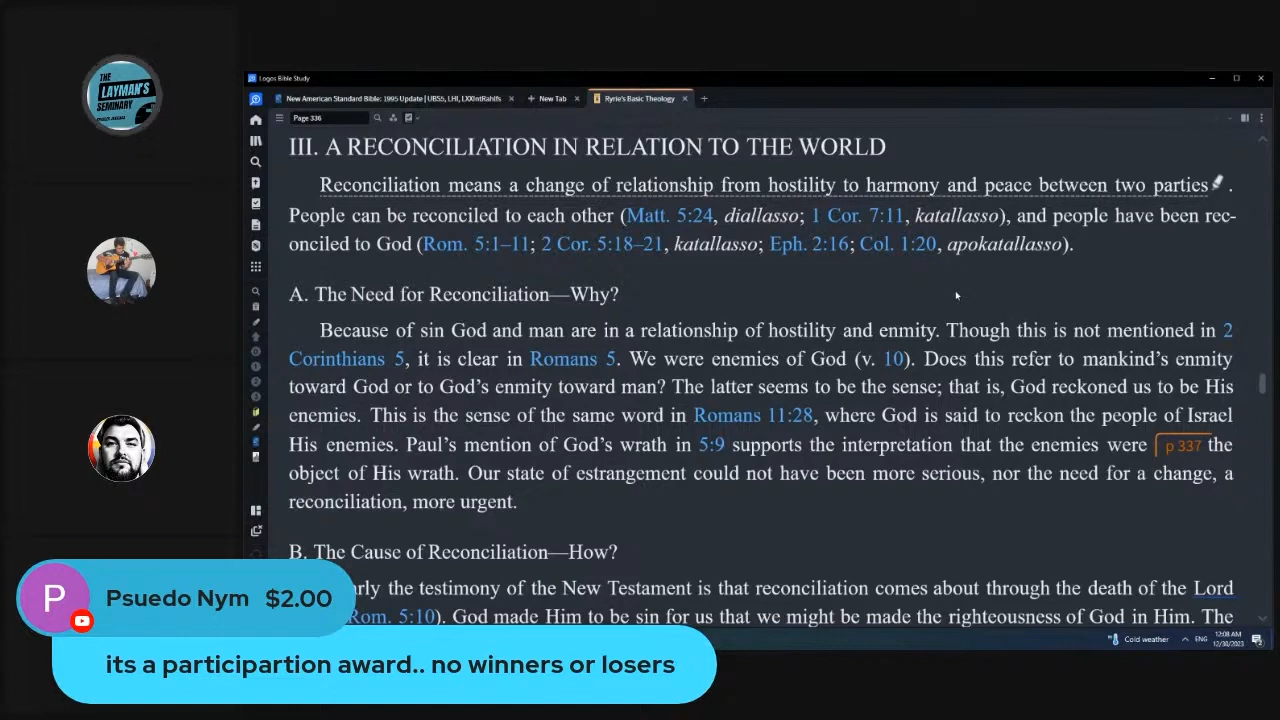 THE
LAYMAN'S
SEMINARY
Logos Bible Study
New American Standard Bible: 1995 Update | UBS5, LHI, LXXntRahlfs
New Tab
Ryrie's Basic Theology
Page 336
III. A RECONCILIATION IN RELATION TO THE WORLD
Reconciliation means a change of relationship from hostility to harmony and peace between two parties .
People can be reconciled to each other (Matt. 5:24, diallasso; 1 Cor. 7:11, katallasso), and people have been rec-
onciled to God (Rom. 5:1–11; 2 Cor. 5:18–21, katallasso; Eph. 2:16; Col. 1:20, apokatallasso).
A. The Need for Reconciliation—Why?
Because of sin God and man are in a relationship of hostility and enmity. Though this is not mentioned in 2
Corinthians 5, it is clear in Romans 5. We were enemies of God (v. 10). Does this refer to mankind's enmity
toward God or to God's enmity toward man? The latter seems to be the sense; that is, God reckoned us to be His
enemies. This is the sense of the same word in Romans 11:28, where God is said to reckon the people of Israel
His enemies. Paul's mention of God's wrath in 5:9 supports the interpretation that the enemies were p 337 the
object of His wrath. Our state of estrangement could not have been more serious, nor the need for a change, a
reconciliation, more urgent.
B. The Cause of Reconciliation—How?
arly the testimony of the New Testament is that reconciliation comes about through the death of the Lord
Rom. 5:10). God made Him to be sin for us that we might be made the righteousness of God in Him. The
P
Psuedo Nym $2.00
its a participartion award.. no winners or losers
Cold weather
ENG
12:08 AM
12/30/2023